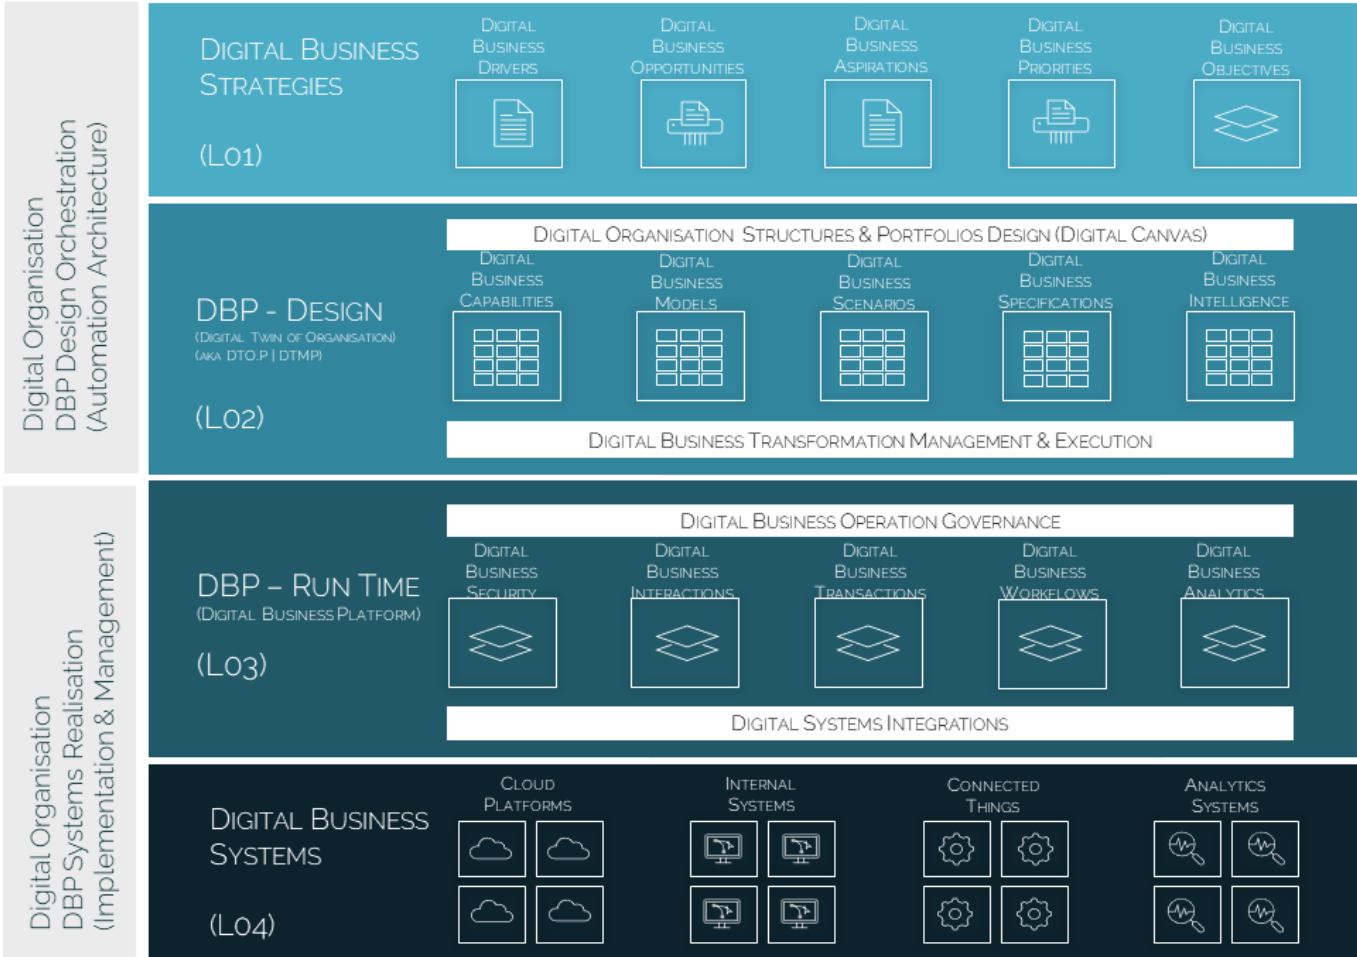 Digital Organisation
DBP Design Orchestration
(Automation Architecture)
Digital Business
Strategies
(L01)
Digital
Business
Drivers
Digital
Business
Opportunities
Digital
Business
Aspirations
Digital
Business
Priorities
Digital
Business
Objectives
DBP - Design
(Digital Twin of Organisation)
(aka DTO.P | DTMP)
(L02)
Digital Organisation Structures & Portfolios Design (Digital Canvas)
Digital
Business
Capabilities
Digital
Business
Models
Digital
Business
Scenarios
Digital
Business
Specifications
Digital
Business
Intelligence
Digital Business Transformation Management & Execution
Digital Organisation
DBP Systems Realisation
(Implementation & Management)
DBP – Run Time
(Digital Business Platform)
(L03)
Digital Business Operation Governance
Digital
Business
Security
Digital
Business
Interactions
Digital
Business
Transactions
Digital
Business
Workflows
Digital
Business
Analytics
Digital Systems Integrations
Digital Business
Systems
(L04)
Cloud
Platforms
Internal
Systems
Connected
Things
Analytics
Systems